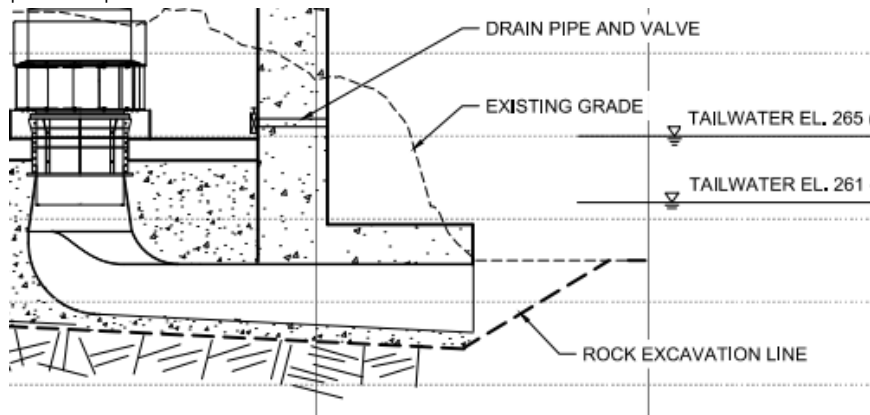 DRAIN PIPE AND VALVE
EXISTING GRADE
TAILWATER EL. 265
TAILWATER EL. 261
ROCK EXCAVATION LINE